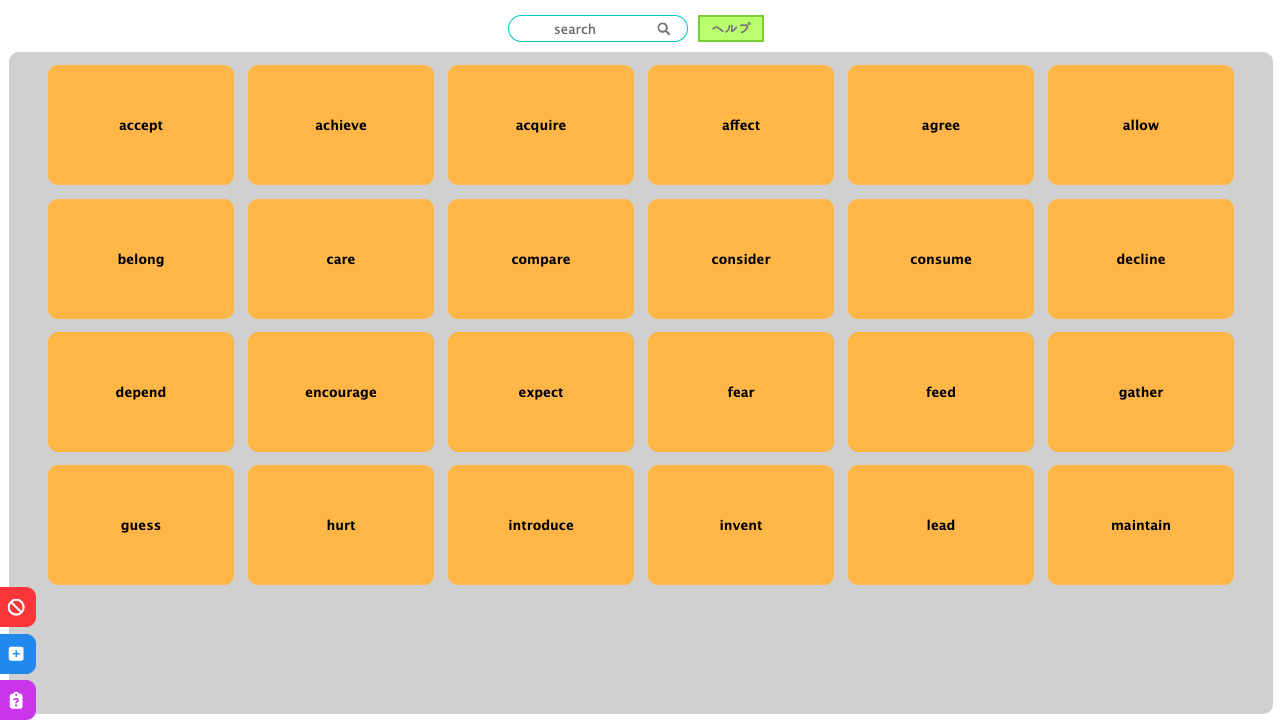 search
ヘルプ
accept
achieve
acquire
affect
agree
allow
belong
care
compare
consider
consume
decline
depend
encourage
expect
fear
feed
gather
guess
hurt
introduce
invent
lead
maintain